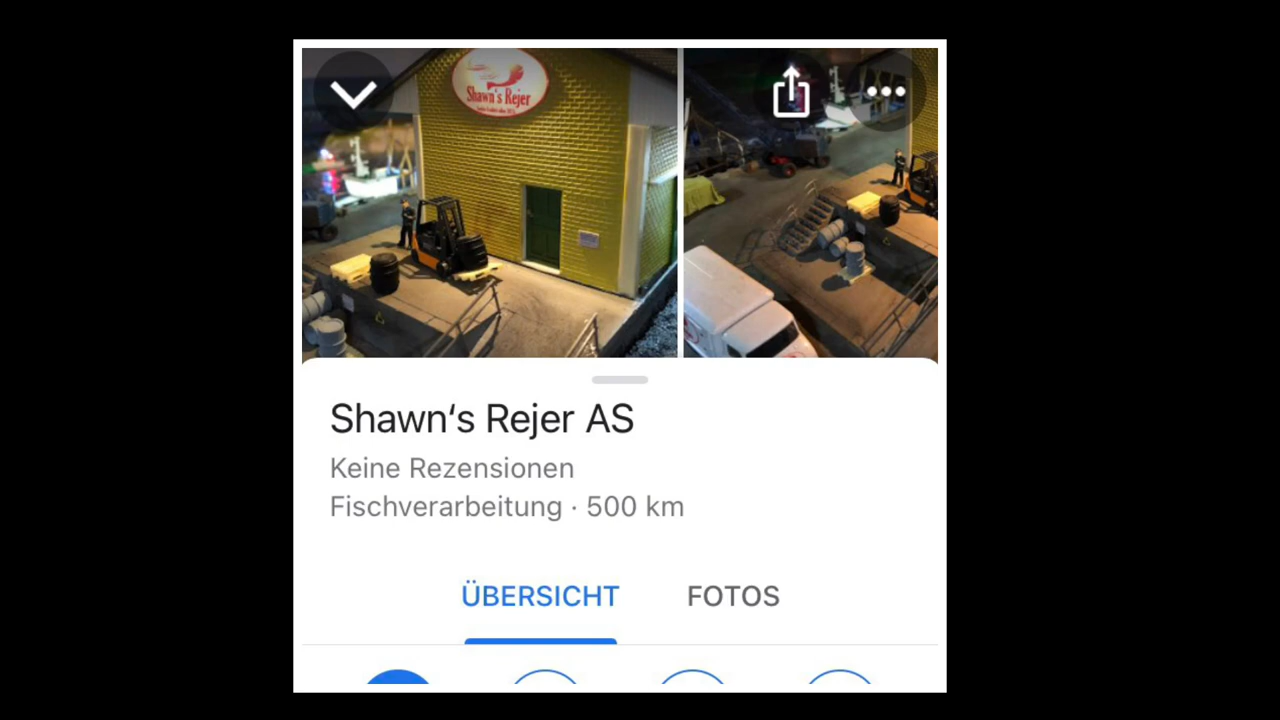 Shawn's Rejer
Shawn‘s Rejer AS
Keine Rezensionen
Fischverarbeitung · 500 km
ÜBERSICHT
FOTOS